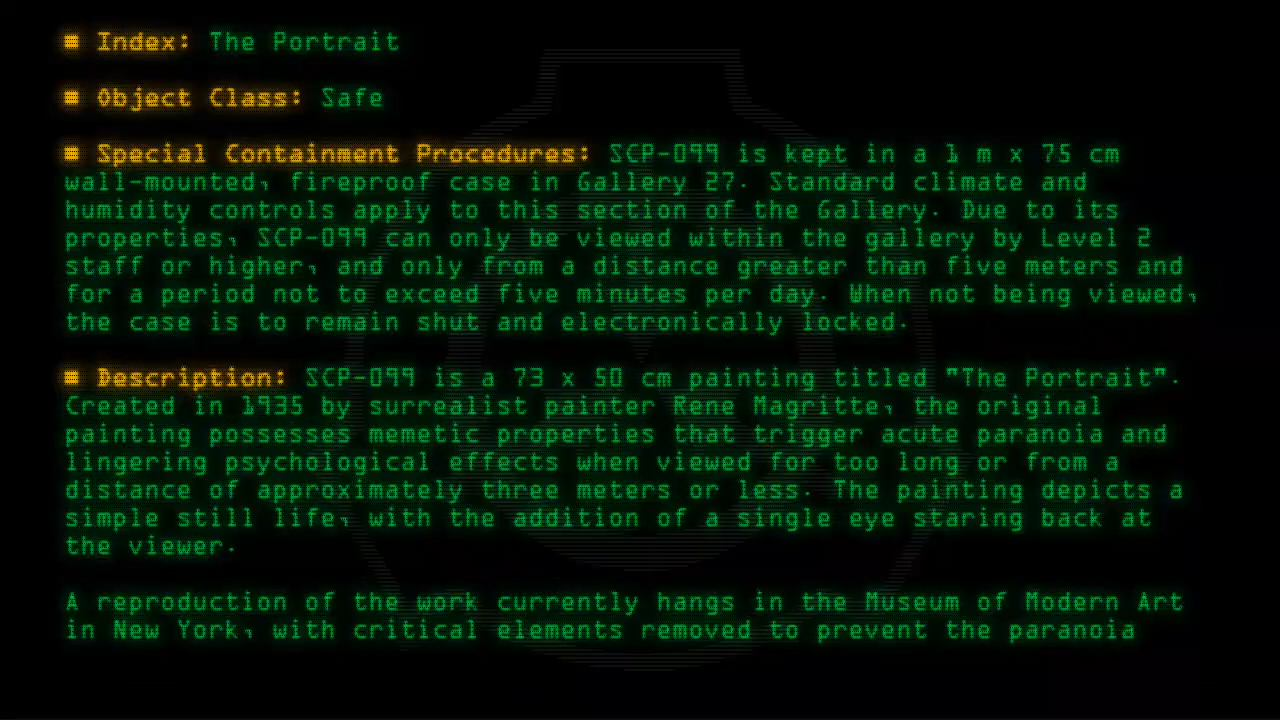 ■ Index: The Portrait
■ Object Class Safe
■ Special Containment Procedures: SCP-099 is kept in a 1 m x 75 cm
wall-mounted, fireproof case in Gallery 27. Standard climate and
humidity controls apply to this section of the Gallery. Due to its
properties, SCP-099 can only be viewed within the gallery by Level 2
staff or higher, and only from a distance greater than five meters and
for a period not to exceed five minutes per day. When not being viewed,
the case is to remain shut and electronically locked.
■ Description: SCP-099 is a 73 x 50 cm painting titled "The Portrait".
Created in 1935 by surrealist painter Rene Magritte, the original
painting possesses memetic properties that trigger acute paranoia and
lingering psychological effects when viewed for too long or from a
distance of approximately three meters or less. The painting depicts a
simple still life, with the addition of a single eye staring back at
the viewer.
A reproduction of the work currently hangs in the Museum of Modern Art
in New York, with critical elements removed to prevent the paranoia